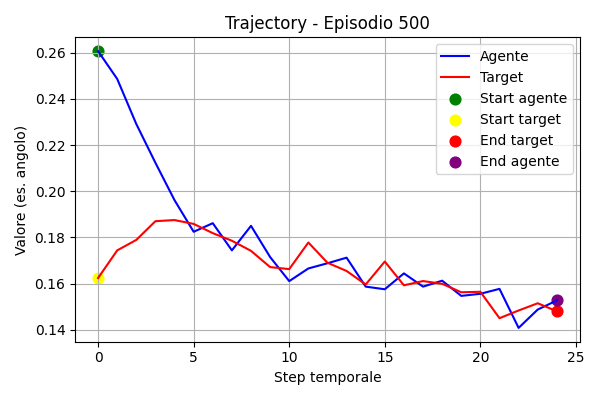 Trajectory - Episodio 500
Valore (es. angolo)
0.26
0.24
0.22
0.20
0.18
0.16
0.14
Agente
Target
Start agente
Start target
End target
End agente
0 5 10 15 20 25
Step temporale